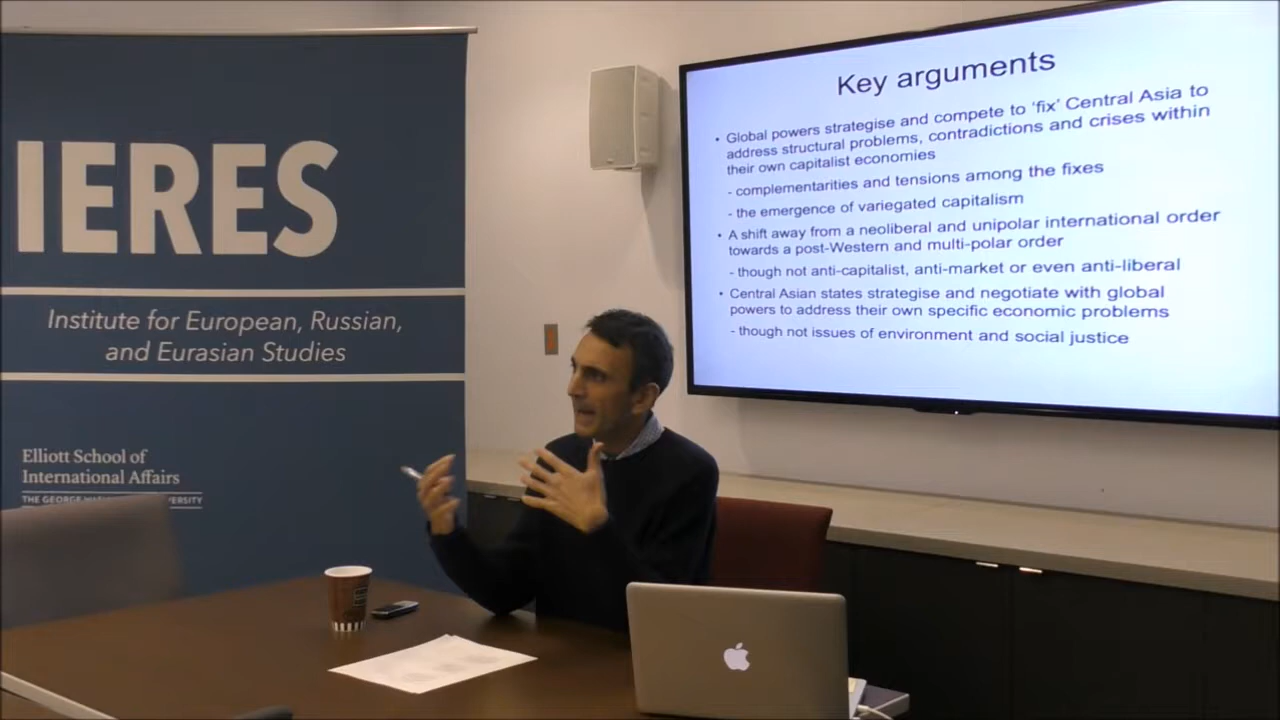 IERES
Institute for European, Russian,
and Eurasian Studies
Elliott School of
International Affairs
THE GEORGE
Key arguments
• Global powers strategise and compete to ‘fix’ Central Asia to
address structural problems, contradictions and crises within
their own capitalist economies
- complementarities and tensions among the fixes
- the emergence of variegated capitalism
• A shift away from a neoliberal and unipolar international order
towards a post-Western and multi-polar order
- though not anti-capitalist, anti-market or even anti-liberal
• Central Asian states strategise and negotiate with global
powers to address their own specific economic problems
- though not issues of environment and social justice